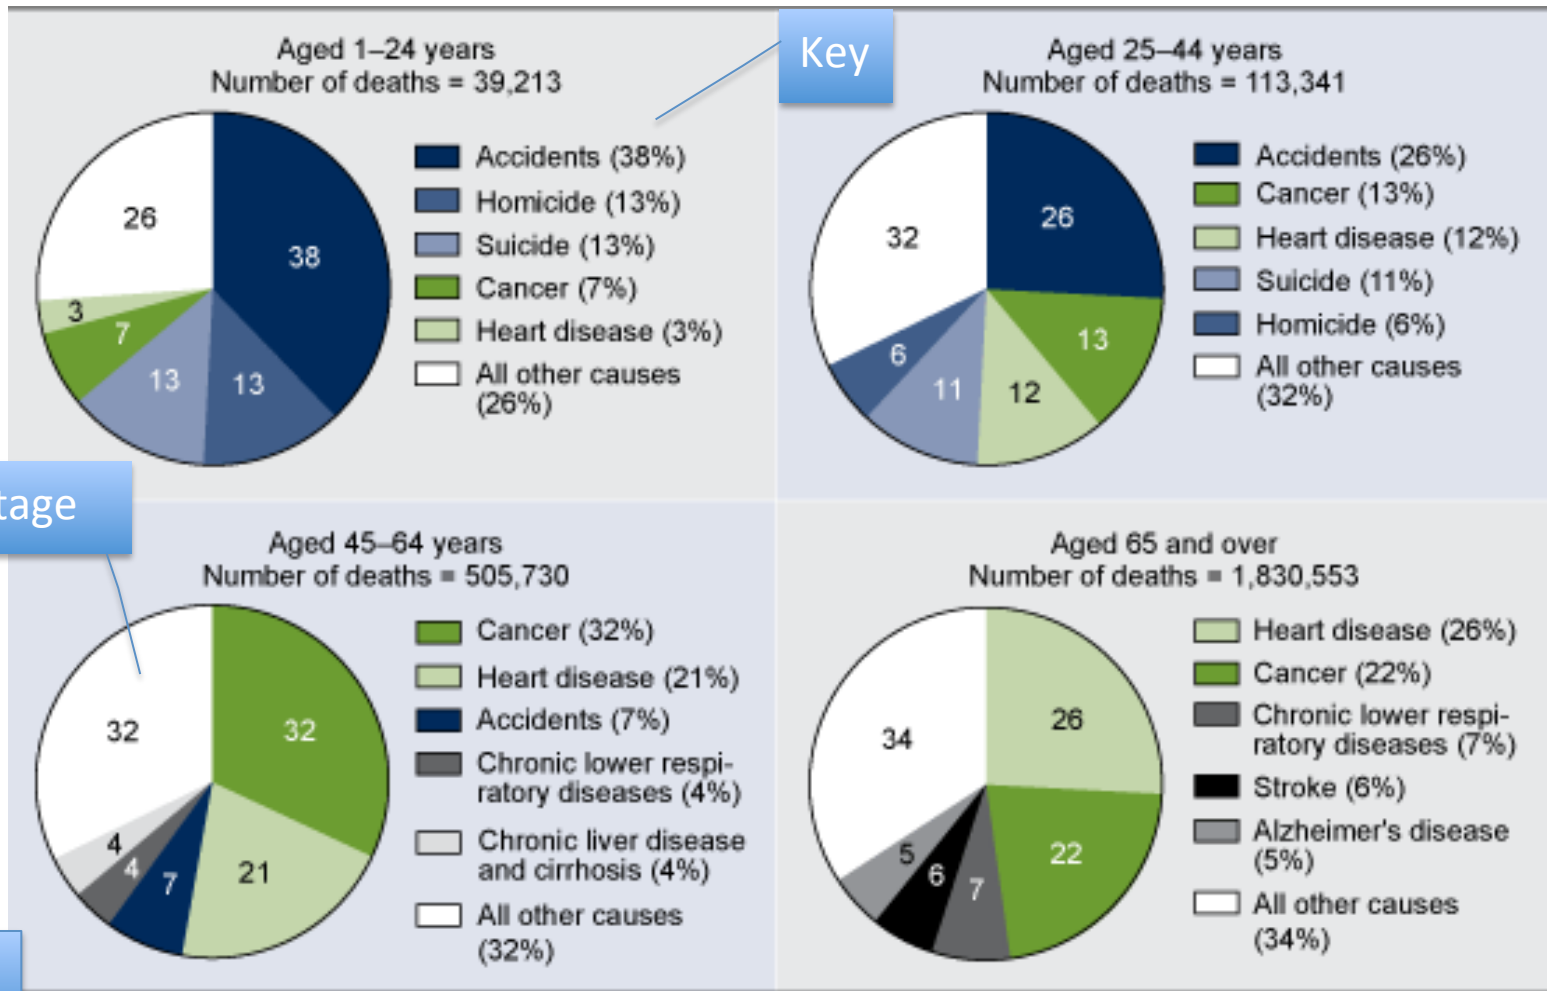 Key
Aged 1–24 years
Number of deaths = 39,213
26
38
3
7
13
13
Accidents (38%)
Homicide (13%)
Suicide (13%)
Cancer (7%)
Heart disease (3%)
All other causes
(26%)
Aged 25–44 years
Number of deaths = 113,341
32
26
6
13
11
12
Accidents (26%)
Cancer (13%)
Heart disease (12%)
Suicide (11%)
Homicide (6%)
All other causes
(32%)
tage
Aged 45–64 years
Number of deaths = 505,730
32
32
4
4
7
21
Cancer (32%)
Heart disease (21%)
Accidents (7%)
Chronic lower respi-
ratory diseases (4%)
Chronic liver disease
and cirrhosis (4%)
All other causes
(32%)
Aged 65 and over
Number of deaths = 1,830,553
34
26
5
6
7
22
Heart disease (26%)
Cancer (22%)
Chronic lower respi-
ratory diseases (7%)
Stroke (6%)
Alzheimer's disease
(5%)
All other causes
(34%)